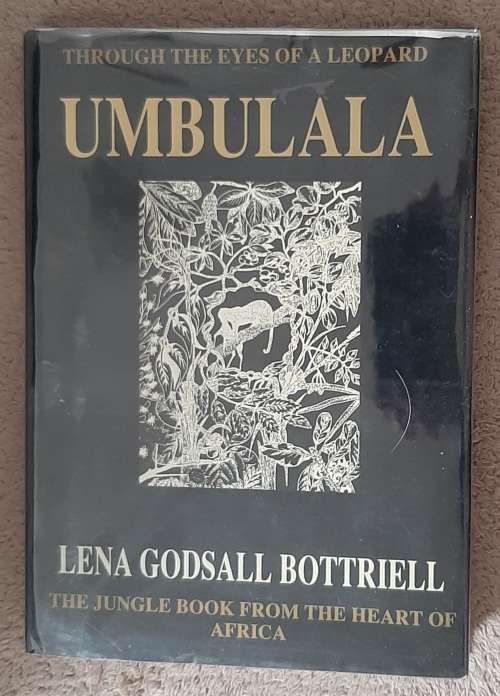 THROUGH THE EYES OF A LEOPARD
UMBULALA
LENA GODSALL BOTTRIELL
THE JUNGLE BOOK FROM THE HEART OF
AFRICA